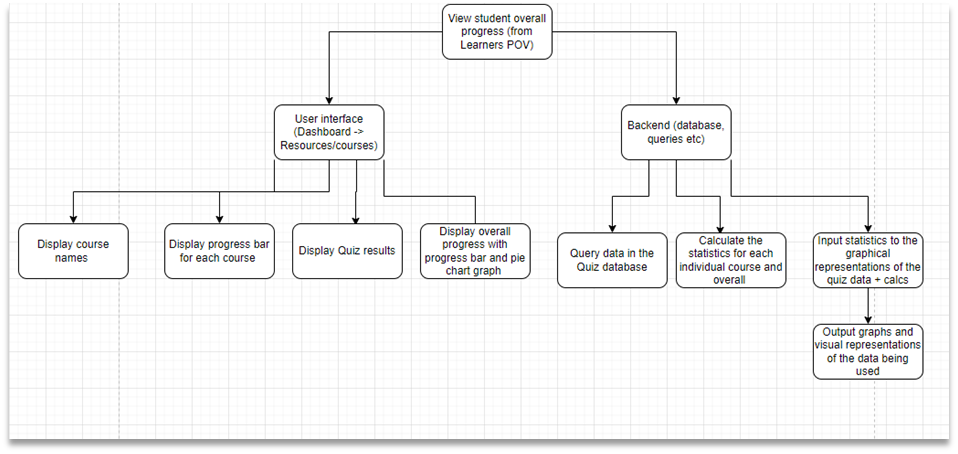 View student overall
progress (from
Learners POV)
User interface
(Dashboard ->
Resources/courses)
Backend (database,
queries etc)
Display course
names
Display progress bar
for each course
Display Quiz results
Display overall
progress with
progress bar and pie
chart graph
Query data in the
Quiz database
Calculate the
statistics for each
individual course and
overall
Input statistics to the
graphical
representations of the
quiz data + calcs
Output graphs and
visual representations
of the data being
used